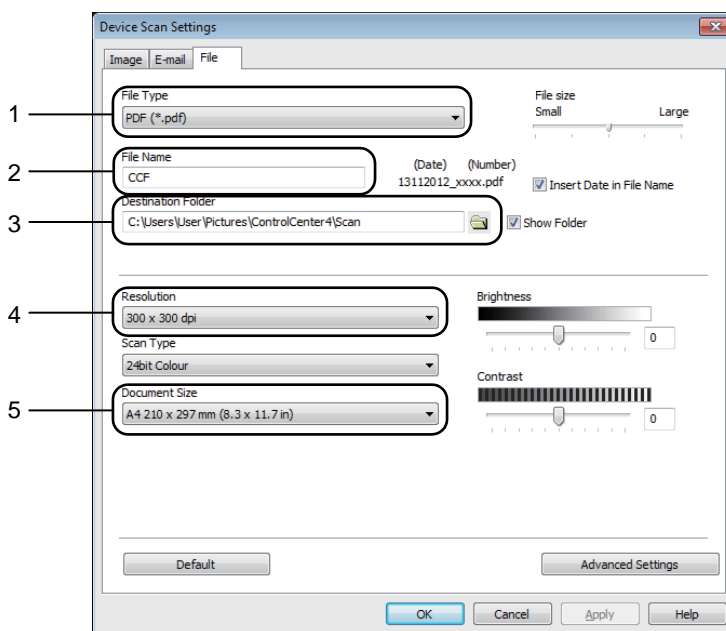 Device Scan Settings
Image E-mail File
1
File Type
PDF (*.pdf)
File size
Small Large
2
File Name
CCF
(Date) (Number)
13112012_xxxx.pdf
Insert Date in File Name
3
Destination Folder
C:\Users\User\Pictures\ControlCenter4\Scan
Show Folder
4
Resolution
300 x 300 dpi
Brightness
0
Scan Type
24bit Colour
Contrast
0
5
Document Size
A4 210 x 297 mm (8.3 x 11.7 in)
Default
Advanced Settings
OK Cancel Apply Help